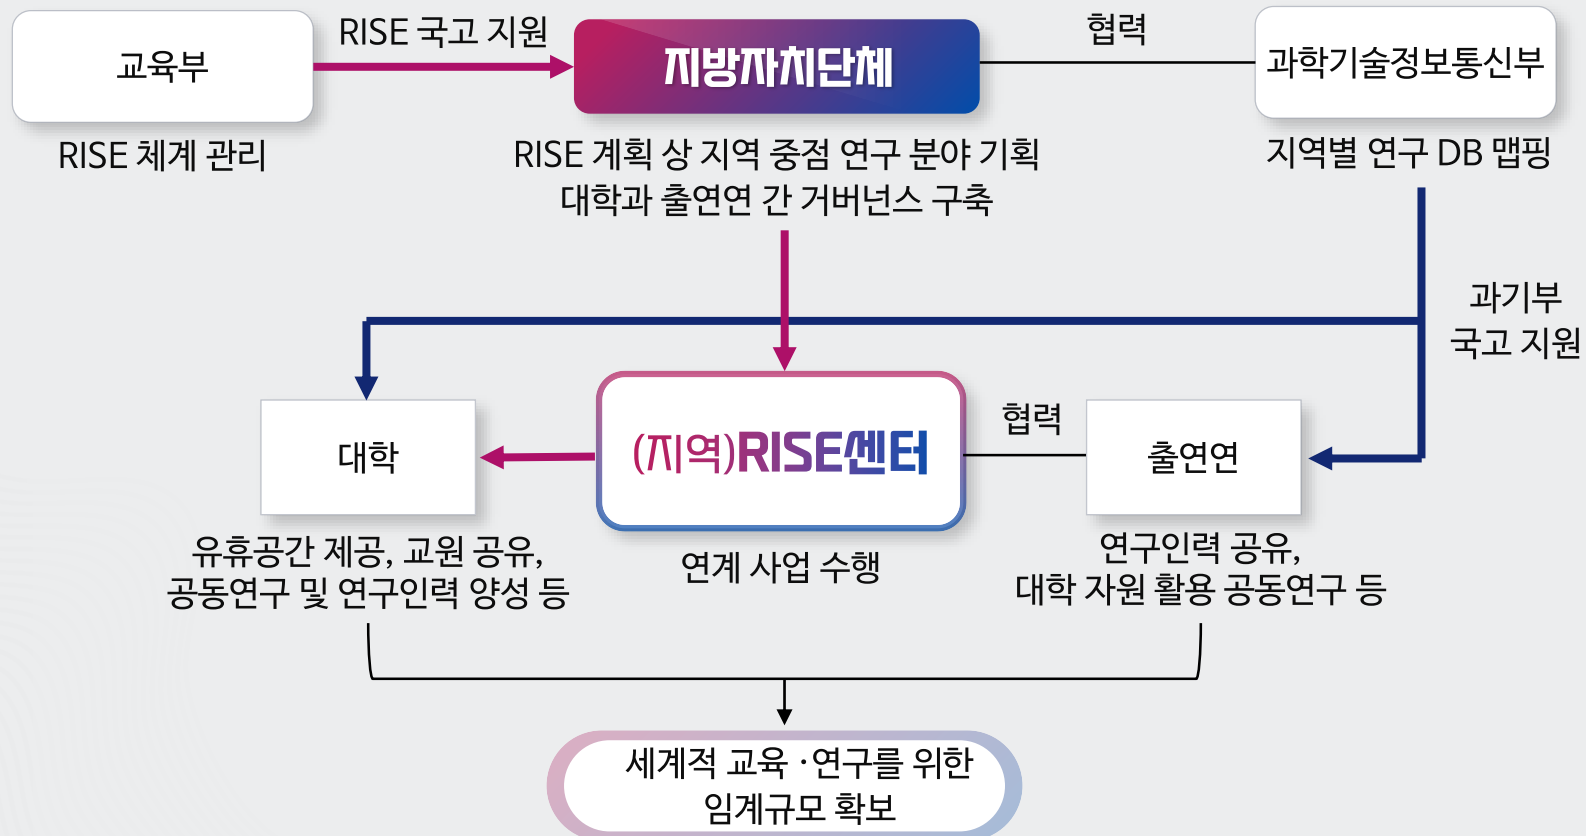 교육부
RISE 국고 지원
지방자치단체
협력
과학기술정보통신부
RISE 체계 관리
RISE 계획 상 지역 중점 연구 분야 기획
대학과 출연연 간 거버넌스 구축
지역별 연구 DB 맵핑
과기부
국고 지원
대학
(지역)RISE센터
협력
출연연
유휴공간 제공, 교원 공유,
공동연구 및 연구인력 양성 등
연계 사업 수행
연구인력 공유,
대학 자원 활용 공동연구 등
세계적 교육 ·연구를 위한
임계규모 확보